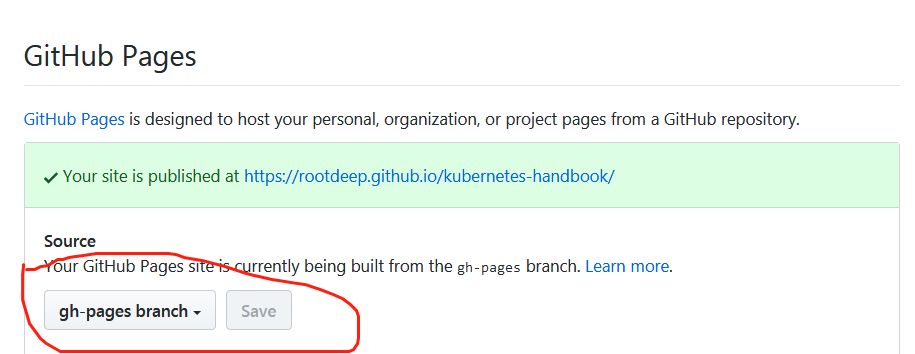 GitHub Pages
GitHub Pages is designed to host your personal, organization, or project pages from a GitHub repository.
Your site is published at https://rootdeep.github.io/kubernetes-handbook/
Source
Your GitHub Pages site is currently being built from the gh-pages branch. Learn more.
gh-pages branch Save